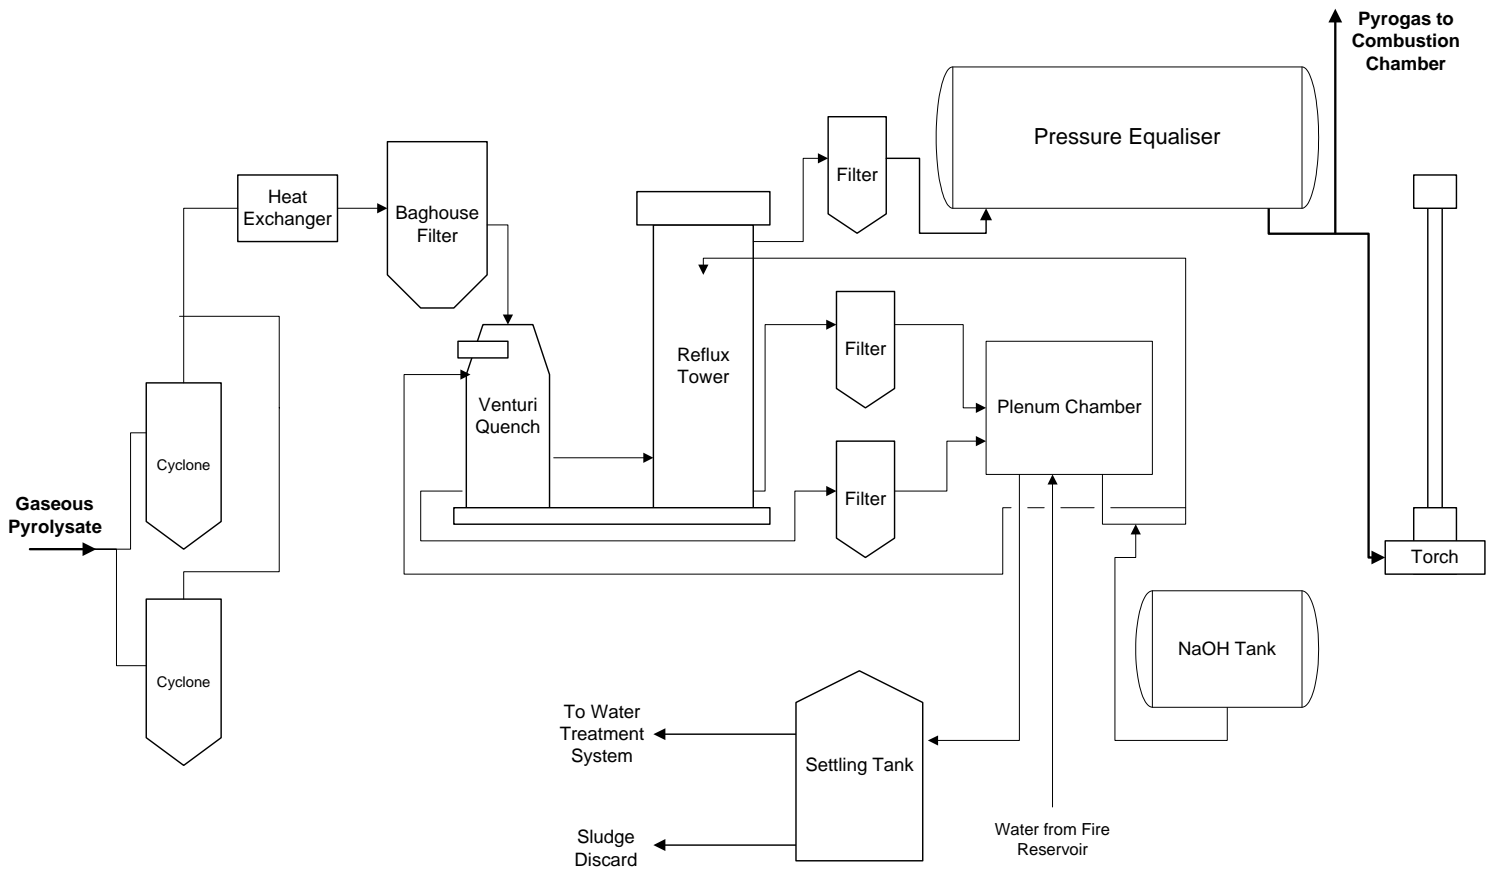 Pyrogas to
Combustion
Chamber
Pressure Equaliser
Filter
Heat
Exchanger
Baghouse
Filter
Reflux
Tower
Filter
Venturi
Quench
Plenum Chamber
Cyclone
Filter
Gaseous
Pyrolysate
Torch
NaOH Tank
Cyclone
To Water
Treatment
System
Settling Tank
Water from Fire
Reservoir
Sludge
Discard